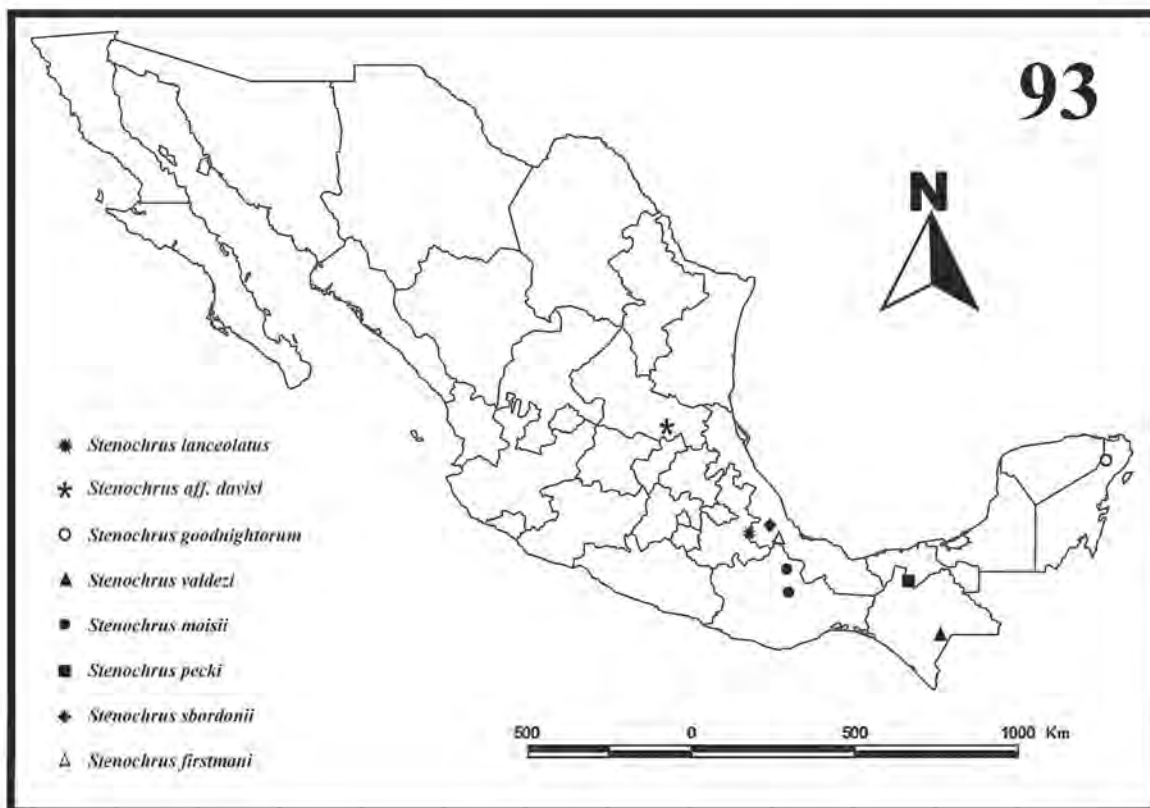 93
N
Stenochrus lanceolatus
Stenochrus aff. davisi
Stenochrus goodnightorum
Stenochrus valdezi
Stenochrus moisii
Stenochrus pecki
Stenochrus sbordonii
Stenochrus firstmani
500 0 500 1000 Km